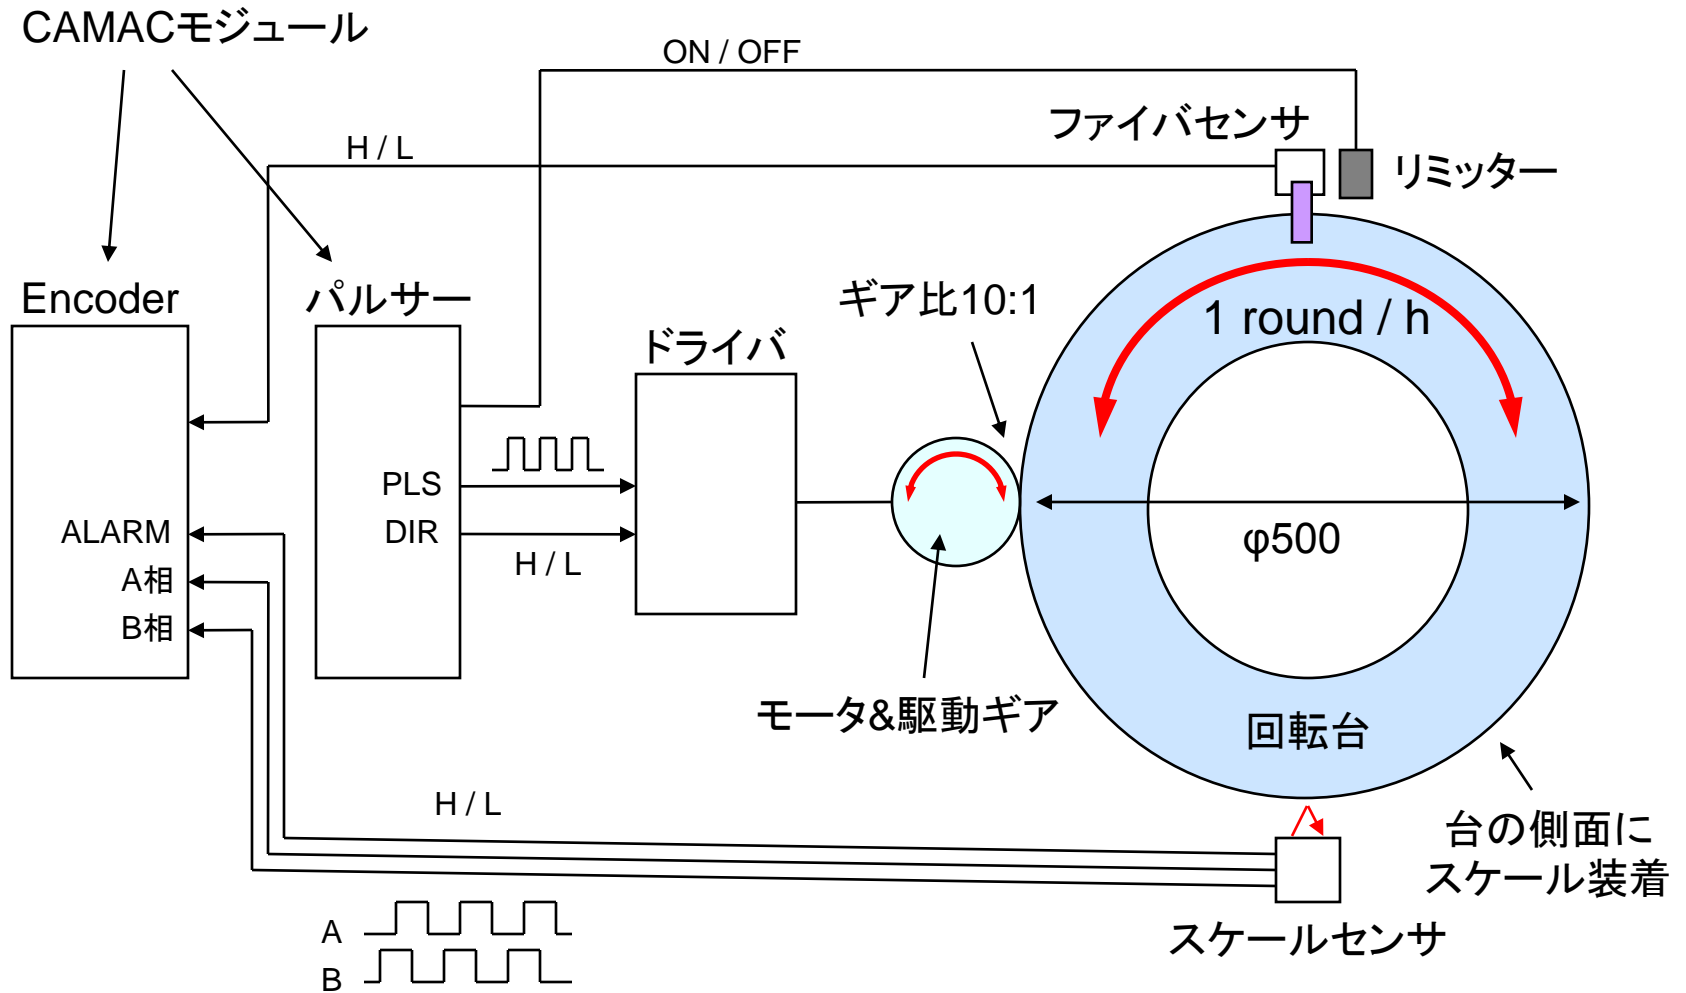 CAMACモジュール
ON / OFF
ファイバセンサ
H / L
リミッター
Encoder
パルサー
ギア比10:1
1 round / h
ドライバ
PLS
ALARM
DIR
φ500
H / L
A相
B相
モータ&駆動ギア
回転台
H / L
台の側面に
スケール装着
A
スケールセンサ
B